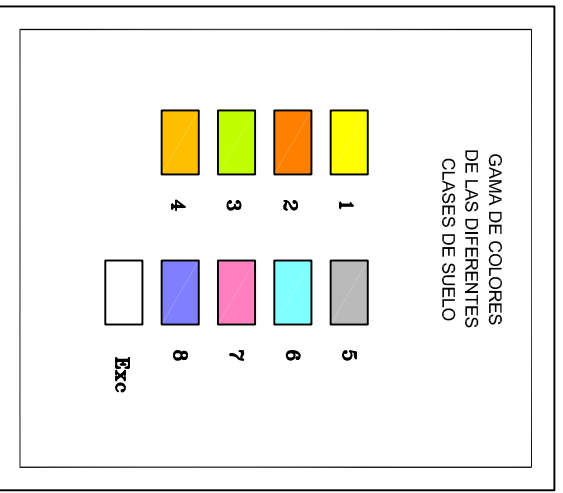 GAMA DE COLORES
DE LAS DIFERENTES
CLASES DE SUELO
1
5
2
6
3
7
4
8
Exc